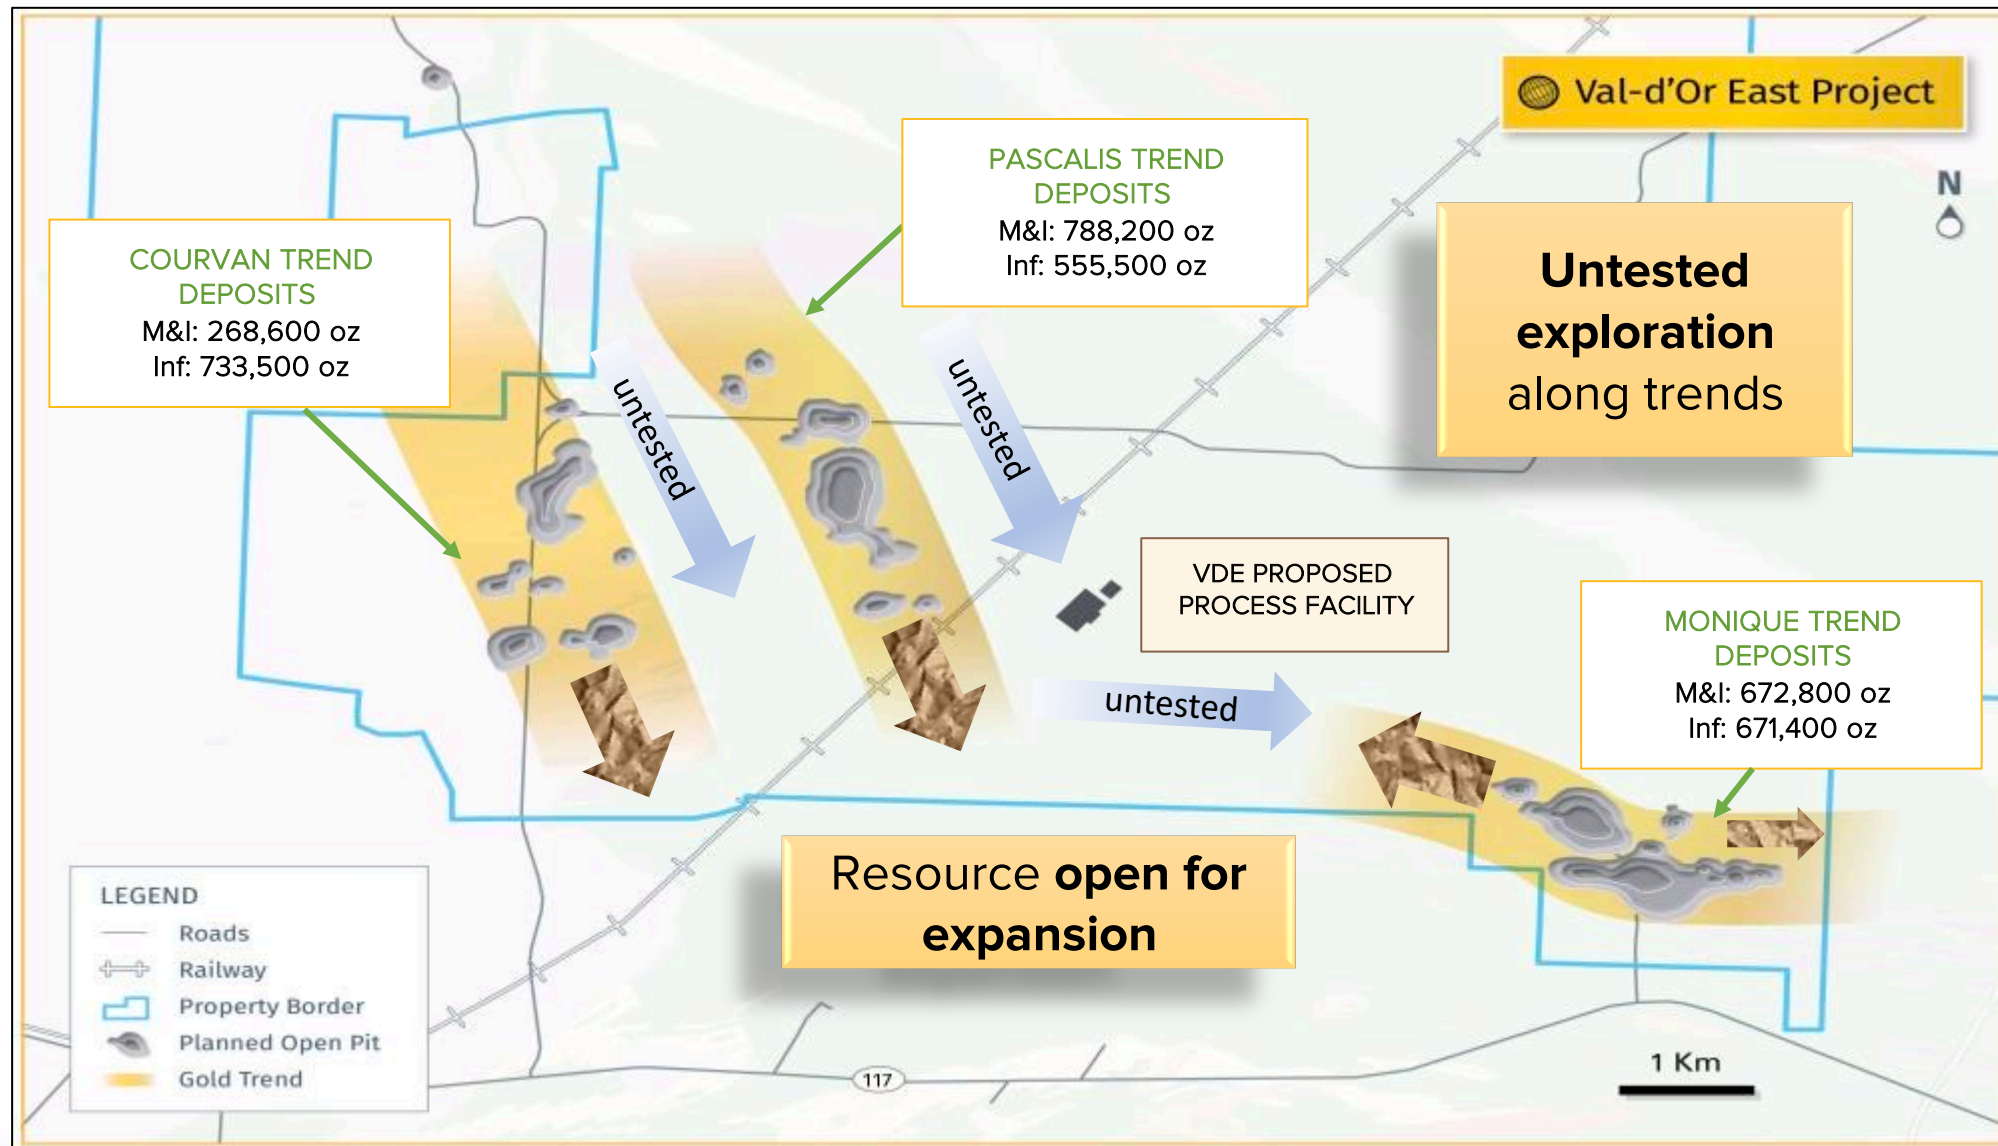 Val-d'Or East Project
N
PASCALIS TREND
DEPOSITS
M&I: 788,200 oz
Inf: 555,500 oz
COURVAN TREND
DEPOSITS
M&I: 268,600 oz
Inf: 733,500 oz
Untested
exploration
along trends
untested
untested
VDE PROPOSED
PROCESS FACILITY
MONIQUE TREND
DEPOSITS
M&I: 672,800 oz
Inf: 671,400 oz
untested
Resource open for
expansion
LEGEND
Roads
Railway
Property Border
Planned Open Pit
Gold Trend
117
1 Km